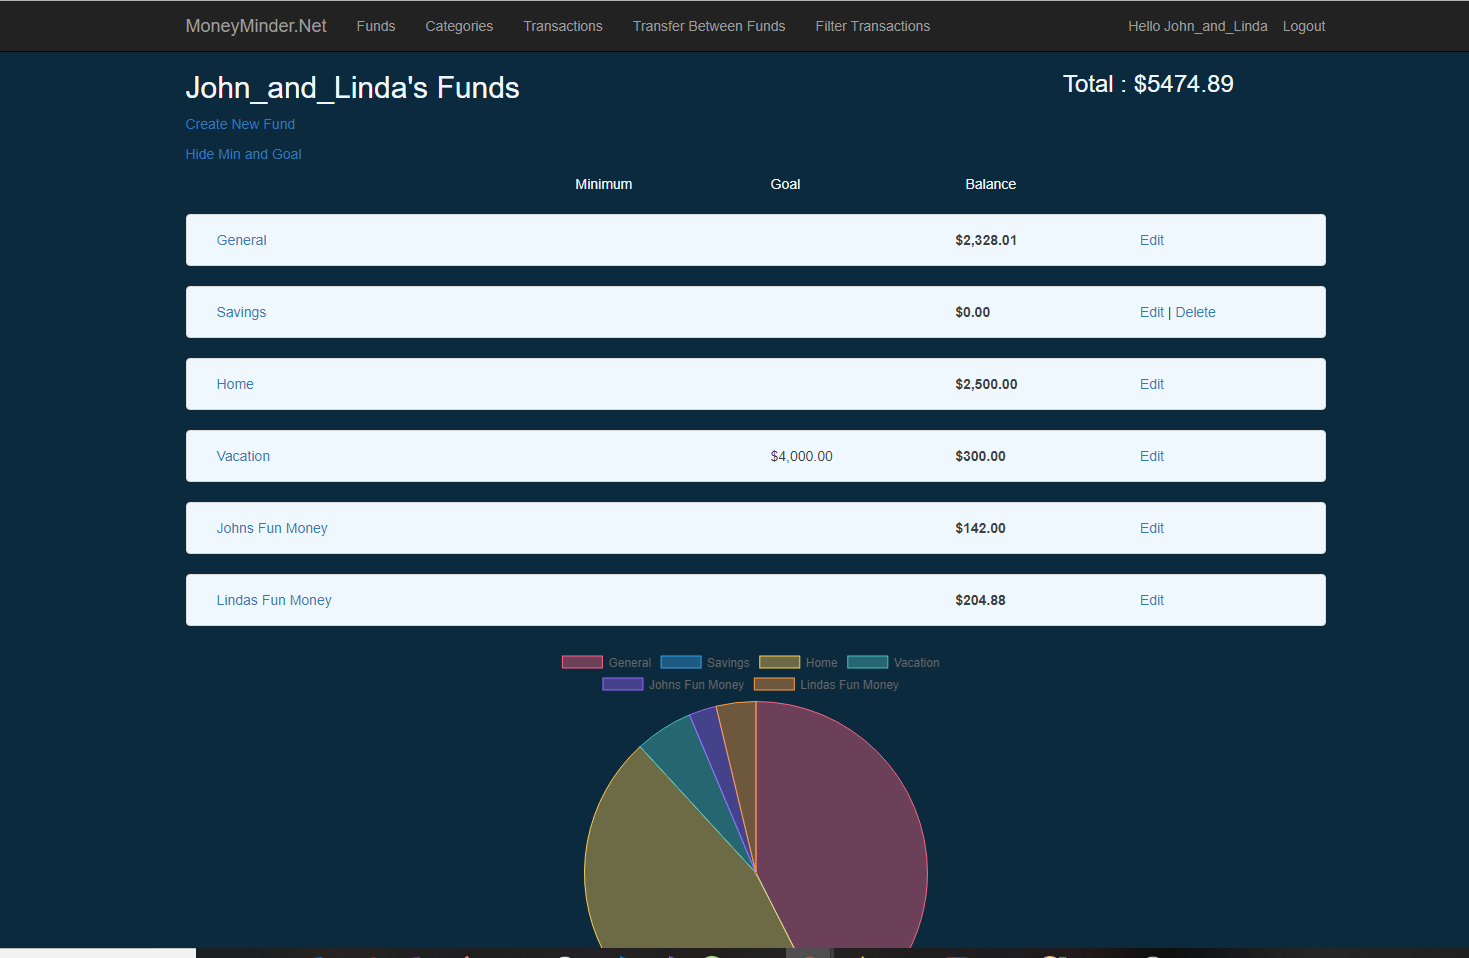 MoneyMinder.Net Funds Categories Transactions Transfer Between Funds Filter Transactions Hello John_and_Linda Logout
John_and_Linda's Funds Total : $5474.89
Create New Fund
Hide Min and Goal
Minimum Goal Balance
General $2,328.01 Edit
Savings $0.00 Edit | Delete
Home $2,500.00 Edit
Vacation $4,000.00 $300.00 Edit
Johns Fun Money $142.00 Edit
Lindas Fun Money $204.88 Edit
General Savings Home Vacation
Johns Fun Money Lindas Fun Money